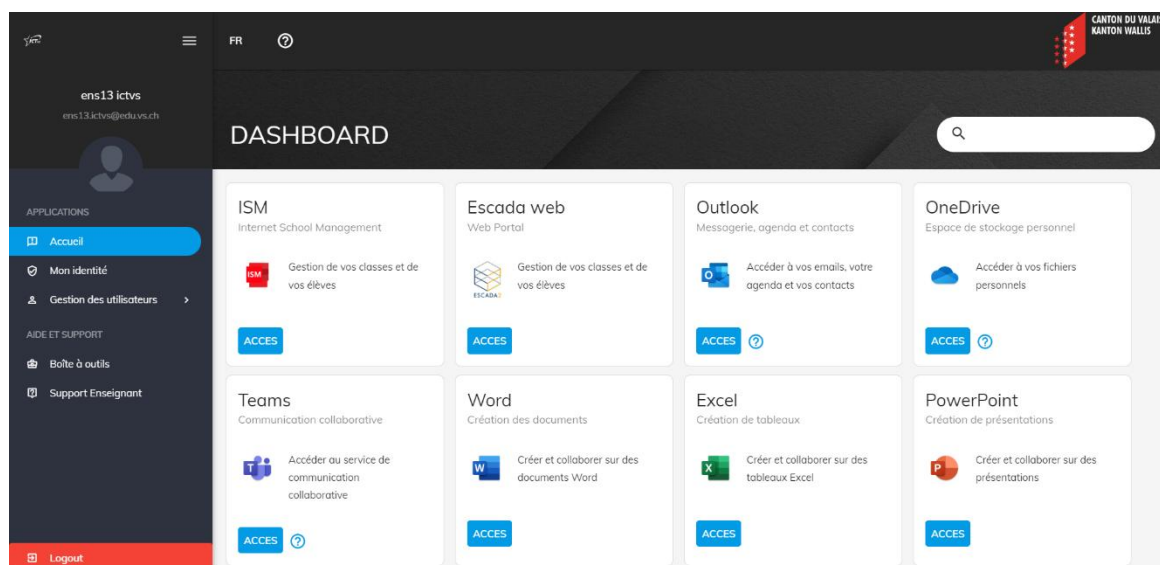 FR
CANTON DU VALAIS
KANTON WALLIS
ens13 ictvs
ens13.ictvs@edu.vs.ch
DASHBOARD
APPLICATIONS
Accueil
Mon identité
Gestion des utilisateurs
AIDE ET SUPPORT
Boîte à outils
Support Enseignant
Logout
ISM
Internet School Management
ISM
Gestion de vos classes et de
vos élèves
ACCES
Escada web
Web Portal
ESCADA2
Gestion de vos classes et de
vos élèves
ACCES
Outlook
Messagerie, agenda et contacts
Accéder à vos emails, votre
agenda et vos contacts
ACCES
OneDrive
Espace de stockage personnel
Accéder à vos fichiers
personnels
ACCES
Teams
Communication collaborative
Accéder au service de
communication
collaborative
ACCES
Word
Création des documents
Créer et collaborer sur des
documents Word
ACCES
Excel
Création de tableaux
Créer et collaborer sur des
tableaux Excel
ACCES
PowerPoint
Création de présentations
Créer et collaborer sur des
présentations
ACCES